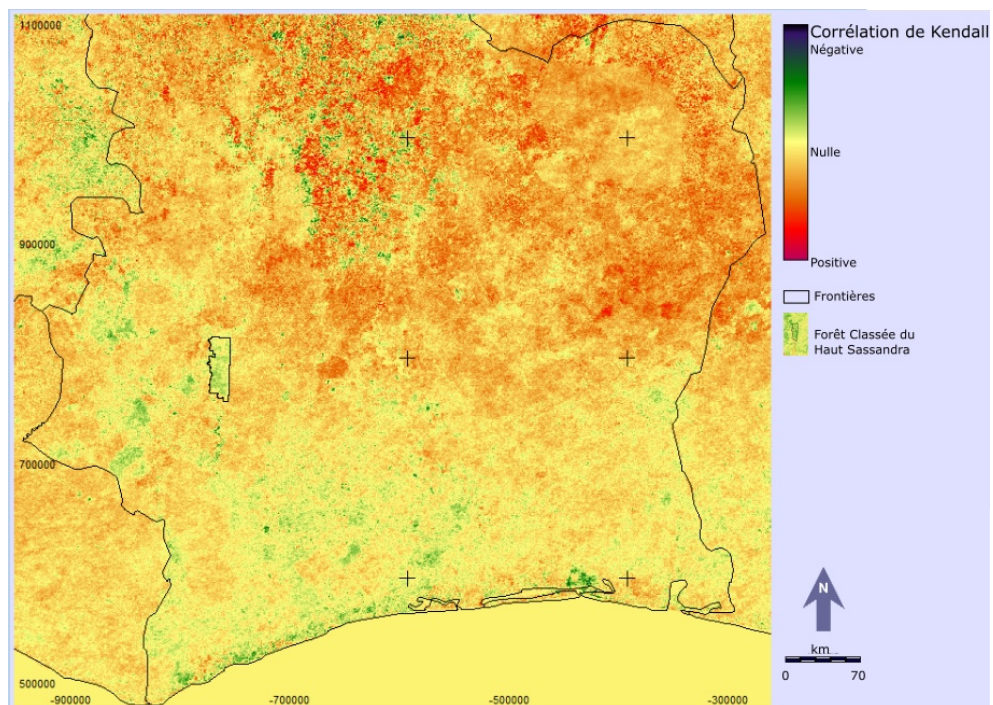 1100000
900000
700000
500000
-900000
-700000
-500000
-300000
Corrélation de Kendall
Négative
Nulle
Positive
Frontières
Forêt Classée du
Haut Sassandra
N
km
0 70